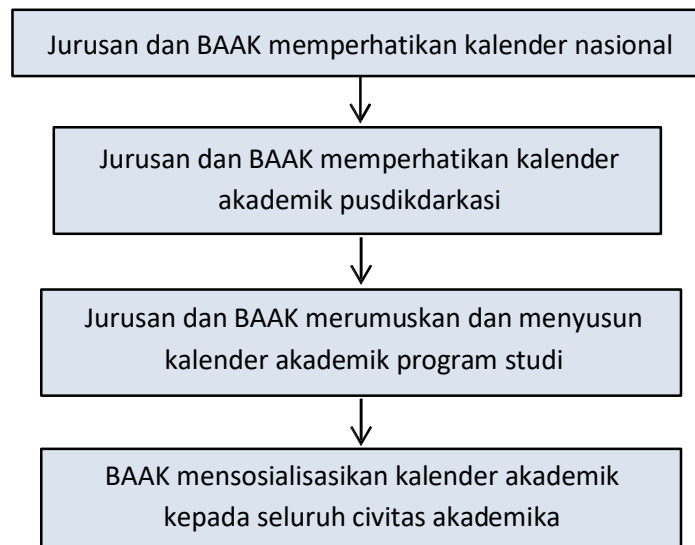 Jurusan dan BAAK memperhatikan kalender nasional
Jurusan dan BAAK memperhatikan kalender
akademik pusdikdarkasi
Jurusan dan BAAK merumuskan dan menyusun
kalender akademik program studi
BAAK mensosialisasikan kalender akademik
kepada seluruh civitas akademika